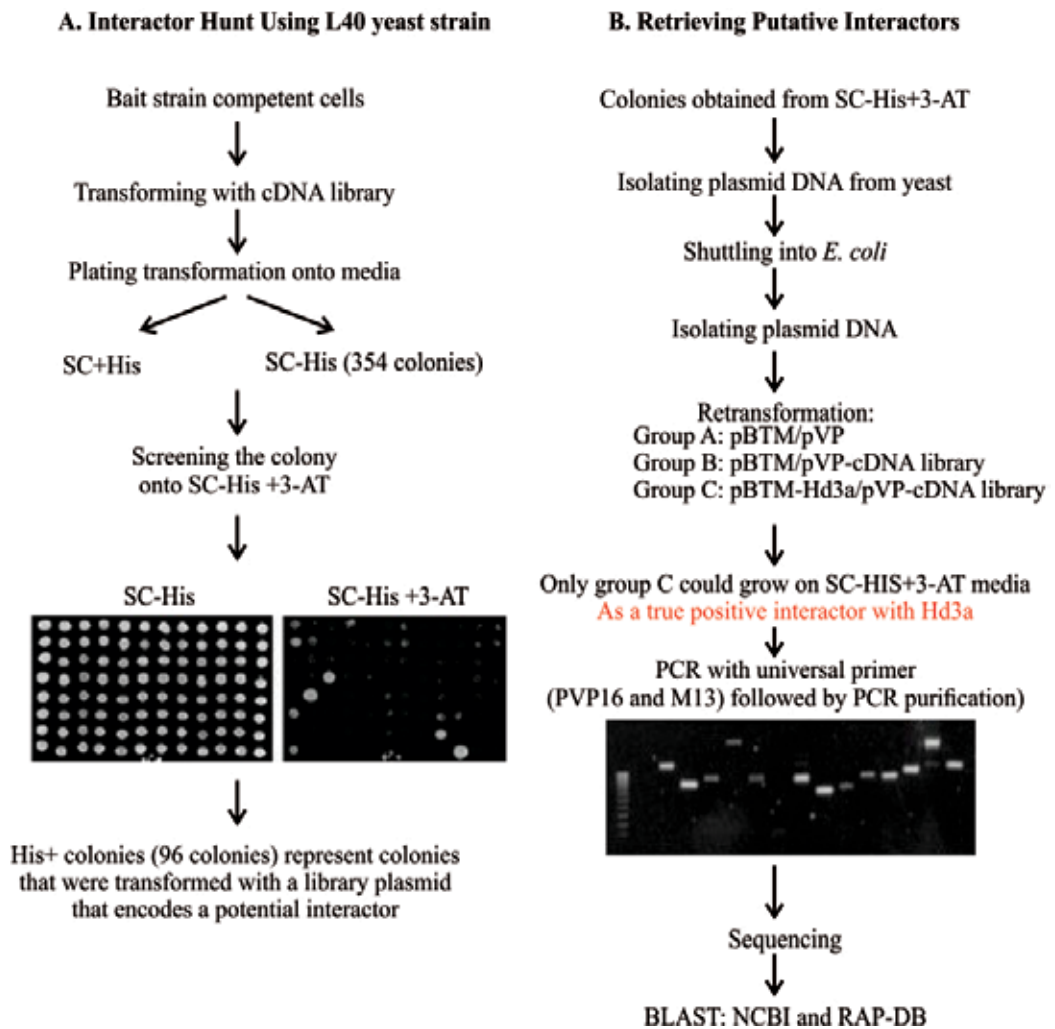 A. Interactor Hunt Using L40 yeast strain
Bait strain competent cells
Transforming with cDNA library
Plating transformation onto media
SC+His
SC-His (354 colonies)
Screening the colony
onto SC-His +3-AT
SC-His
SC-His +3-AT
His+ colonies (96 colonies) represent colonies
that were transformed with a library plasmid
that encodes a potential interactor
B. Retrieving Putative Interactors
Colonies obtained from SC-His+3-AT
Isolating plasmid DNA from yeast
Shuttling into E. coli
Isolating plasmid DNA
Retransformation:
Group A: pBTM/pVP
Group B: pBTM/pVP-cDNA library
Group C: pBTM-Hd3a/pVP-cDNA library
Only group C could grow on SC-HIS+3-AT media
As a true positive interactor with Hd3a
PCR with universal primer
(PVP16 and M13) followed by PCR purification)
Sequencing
BLAST: NCBI and RAP-DB